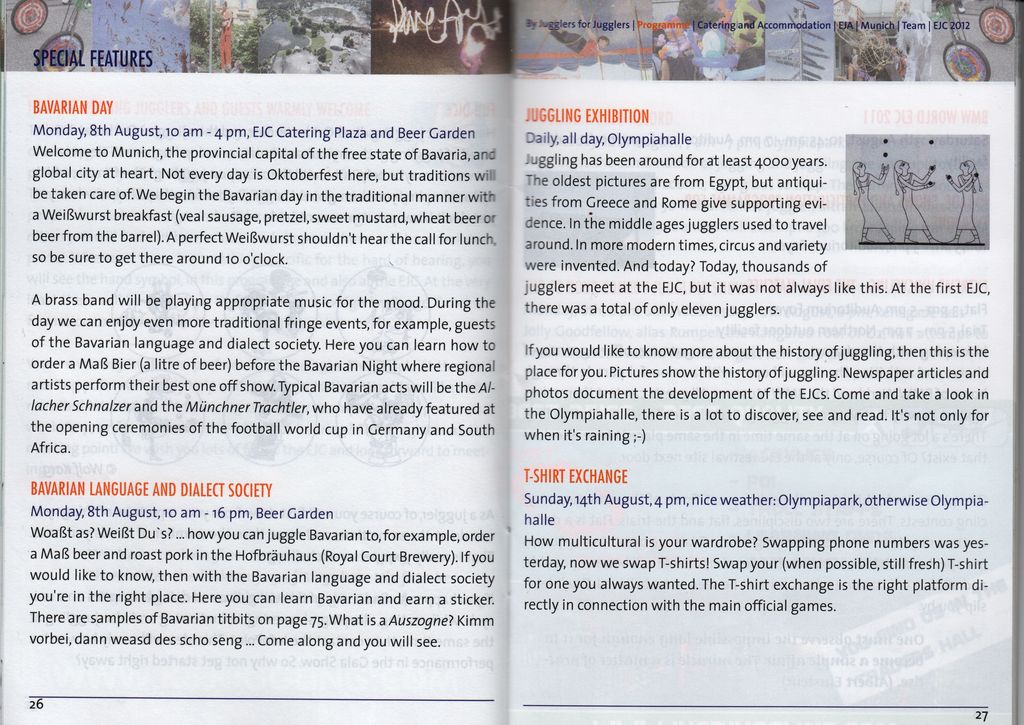 SPECIAL FEATURES
BAVARIAN DAY
Monday, 8th August, 10 am - 4 pm, EJC Catering Plaza and Beer Garden
Welcome to Munich, the provincial capital of the free state of Bavaria, and
global city at heart. Not every day is Oktoberfest here, but traditions will
be taken care of. We begin the Bavarian day in the traditional manner with
a Weißwurst breakfast (veal sausage, pretzel, sweet mustard, wheat beer or
beer from the barrel). A perfect Weißwurst shouldn't hear the call for lunch,
so be sure to get there around 10 o'clock.
A brass band will be playing appropriate music for the mood. During the
day we can enjoy even more traditional fringe events, for example, guests
of the Bavarian language and dialect society. Here you can learn how to
order a Maß Bier (a litre of beer) before the Bavarian Night where regional
artists perform their best one off show. Typical Bavarian acts will be the Al-
lacher Schnalzer and the Münchner Trachtler, who have already featured at
the opening ceremonies of the football world cup in Germany and South
Africa.
BAVARIAN LANGUAGE AND DIALECT SOCIETY
Monday, 8th August, 10 am - 16 pm, Beer Garden
Woaßt as? Weißt Du`s? ... how you can juggle Bavarian to, for example, order
a Maß beer and roast pork in the Hofbräuhaus (Royal Court Brewery). If you
would like to know, then with the Bavarian language and dialect society
you're in the right place. Here you can learn Bavarian and earn a sticker.
There are samples of Bavarian titbits on page 75. What is a Auszogne? Kimm
vorbei, dann weasd des scho seng ... Come along and you will see.
26
By Jugglers for Jugglers | Programme | Catering and Accommodation | EJA | Munich | Team | EJC 2012
JUGGLING EXHIBITION
Daily, all day, Olympiahalle
Juggling has been around for at least 4000 years.
The oldest pictures are from Egypt, but antiqui-
ties from Greece and Rome give supporting evi-
dence. In the middle ages jugglers used to travel
around. In more modern times, circus and variety
were invented. And today? Today, thousands of
jugglers meet at the EJC, but it was not always like this. At the first EJC,
there was a total of only eleven jugglers.
If you would like to know more about the history of juggling, then this is the
place for you. Pictures show the history of juggling. Newspaper articles and
photos document the development of the EJCs. Come and take a look in
the Olympiahalle, there is a lot to discover, see and read. It's not only for
when it's raining ;-)
T-SHIRT EXCHANGE
Sunday, 14th August, 4 pm, nice weather: Olympiapark, otherwise Olympia-
halle
How multicultural is your wardrobe? Swapping phone numbers was yes-
terday, now we swap T-shirts! Swap your (when possible, still fresh) T-shirt
for one you always wanted. The T-shirt exchange is the right platform di-
rectly in connection with the main official games.
27